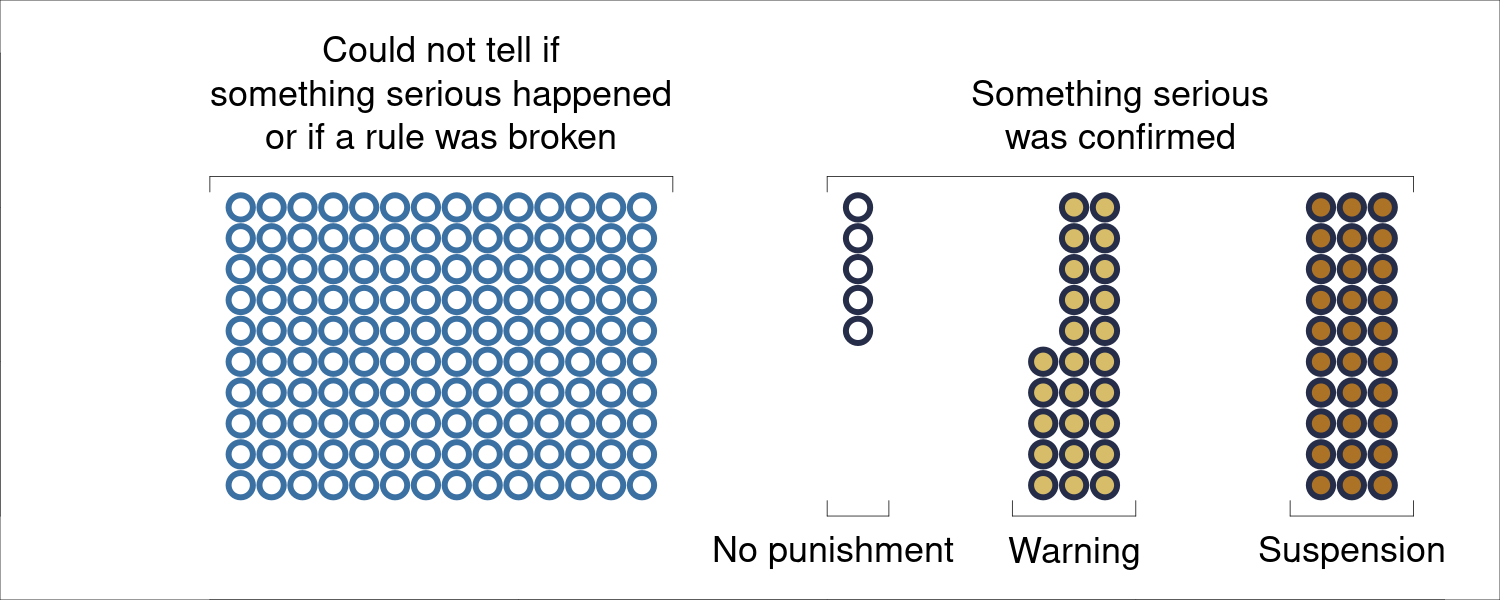 Could not tell if
something serious happened
or if a rule was broken
Something serious
was confirmed
No punishment
Warning
Suspension